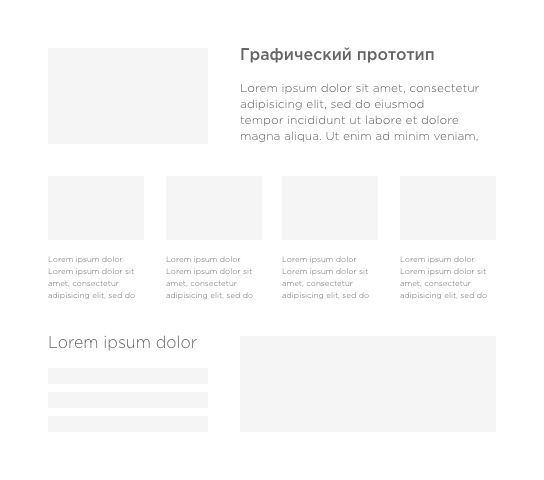 Графический прототип
Lorem ipsum dolor sit amet, consectetur
adipisicing elit, sed do eiusmod
tempor incididunt ut labore et dolore
magna aliqua. Ut enim ad minim veniam,
Lorem ipsum dolor
Lorem ipsum dolor sit
amet, consectetur
adipisicing elit, sed do
Lorem ipsum dolor
Lorem ipsum dolor sit
amet, consectetur
adipisicing elit, sed do
Lorem ipsum dolor
Lorem ipsum dolor sit
amet, consectetur
adipisicing elit, sed do
Lorem ipsum dolor
Lorem ipsum dolor sit
amet, consectetur
adipisicing elit, sed do
Lorem ipsum dolor